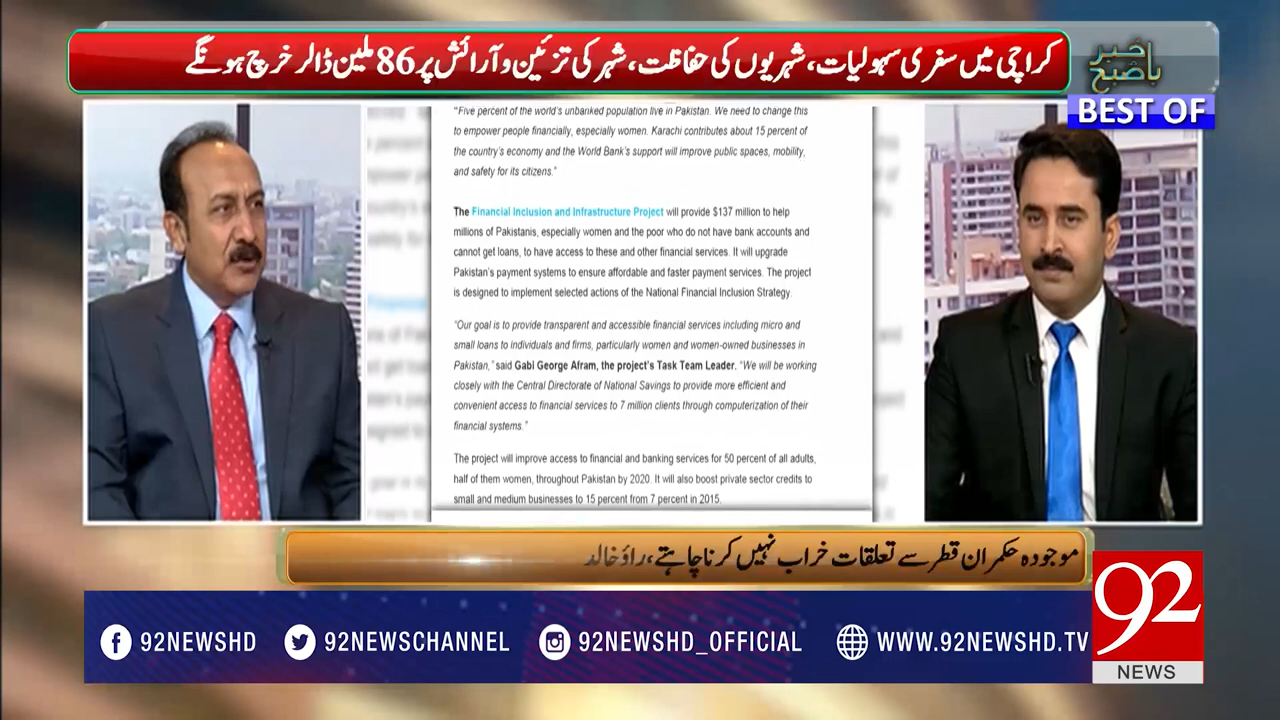 کراچی میں سفری سہولیات، شہریوں کی حفاظت، شہر کی تزئین و آرائش پر 86 ملین ڈالر خرچ ہونگے
باخبر صبح
BEST OF
"Five percent of the world's unbanked population live in Pakistan. We need to change this
to empower people financially, especially women. Karachi contributes about 15 percent of
the country's economy and the World Bank's support will improve public spaces, mobility,
and safety for its citizens."
The Financial Inclusion and Infrastructure Project will provide $137 million to help
millions of Pakistanis, especially women and the poor who do not have bank accounts and
cannot get loans, to have access to these and other financial services. It will upgrade
Pakistan's payment systems to ensure affordable and faster payment services. The project
is designed to implement selected actions of the National Financial Inclusion Strategy.
"Our goal is to provide transparent and accessible financial services including micro and
small loans to individuals and firms, particularly women and women-owned businesses in
Pakistan," said Gabi George Afram, the project's Task Team Leader. "We will be working
closely with the Central Directorate of National Savings to provide more efficient and
convenient access to financial services to 7 million clients through computerization of their
financial systems."
The project will improve access to financial and banking services for 50 percent of all adults,
half of them women, throughout Pakistan by 2020. It will also boost private sector credits to
small and medium businesses to 15 percent from 7 percent in 2015.
موجودہ حکمران قطر سے تعلقات خراب نہیں کرنا چاہتے، راؤ خالد
92NEWSHD 92NEWSCHANNEL 92NEWSHD_OFFICIAL WWW.92NEWSHD.TV
92
NEWS